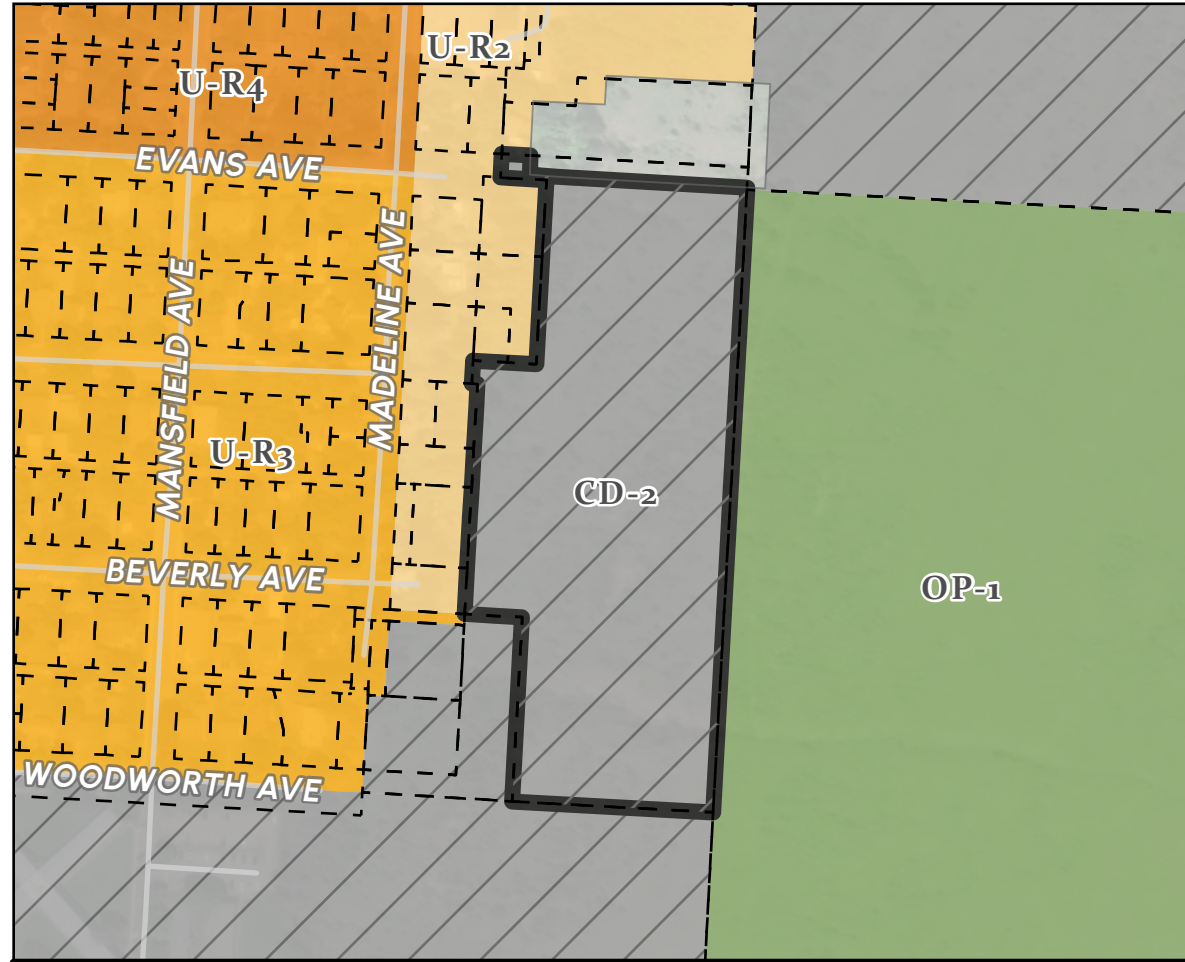 U-R2
U-R4
EVANS AVE
MADELINE AVE
MANSFIELD AVE
U-R3
CD-2
BEVERLY AVE
OP-1
WOODWORTH AVE